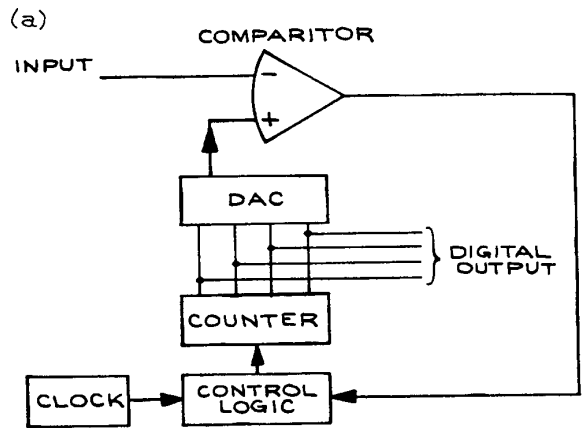 (a)
COMPARITOR
INPUT
−
+
DAC
DIGITAL
OUTPUT
COUNTER
CLOCK
CONTROL
LOGIC